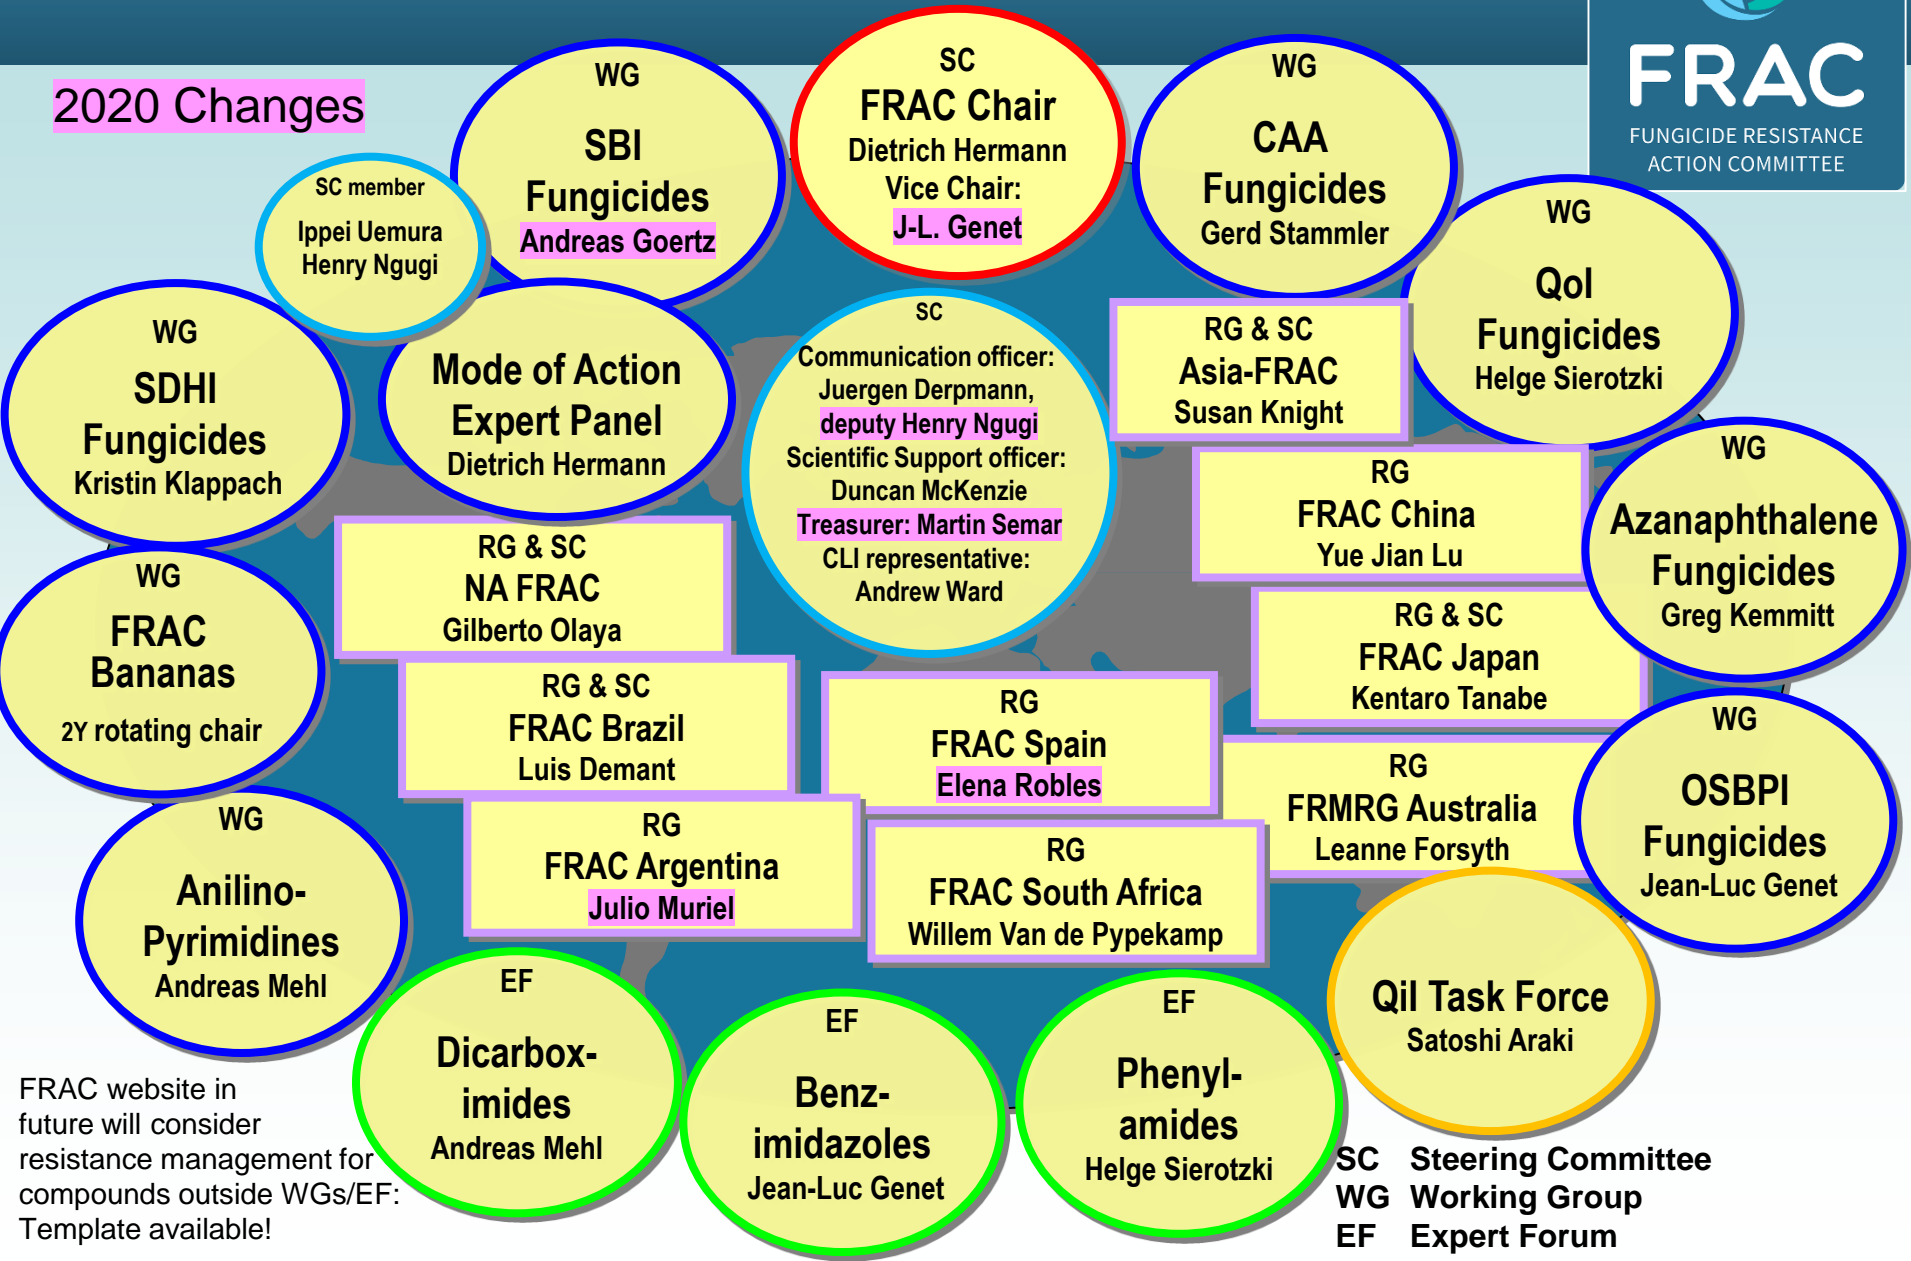 2020 Changes
FRAC
FUNGICIDE RESISTANCE
ACTION COMMITTEE
WG
SBI
Fungicides
Andreas Goertz
SC
FRAC Chair
Dietrich Hermann
Vice Chair:
J-L. Genet
WG
CAA
Fungicides
Gerd Stammler
SC member
Ippei Uemura
Henry Ngugi
WG
QoI
Fungicides
Helge Sierotzki
WG
SDHI
Fungicides
Kristin Klappach
Mode of Action
Expert Panel
Dietrich Hermann
SC
Communication officer:
Juergen Derpmann,
deputy Henry Ngugi
Scientific Support officer:
Duncan McKenzie
Treasurer: Martin Semar
CLI representative:
Andrew Ward
RG & SC
Asia-FRAC
Susan Knight
RG
FRAC China
Yue Jian Lu
WG
Azanaphthalene
Fungicides
Greg Kemmitt
RG & SC
NA FRAC
Gilberto Olaya
RG & SC
FRAC Japan
Kentaro Tanabe
WG
FRAC
Bananas
2Y rotating chair
RG & SC
FRAC Brazil
Luis Demant
RG
FRAC Spain
Elena Robles
RG
FRMRG Australia
Leanne Forsyth
WG
OSBPI
Fungicides
Jean-Luc Genet
WG
Anilino-
Pyrimidines
Andreas Mehl
RG
FRAC Argentina
Julio Muriel
RG
FRAC South Africa
Willem Van de Pypekamp
EF
Dicarbox-
imides
Andreas Mehl
EF
Benz-
imidazoles
Jean-Luc Genet
EF
Phenyl-
amides
Helge Sierotzki
Qil Task Force
Satoshi Araki
FRAC website in
future will consider
resistance management for
compounds outside WGs/EF:
Template available!
SC Steering Committee
WG Working Group
EF Expert Forum